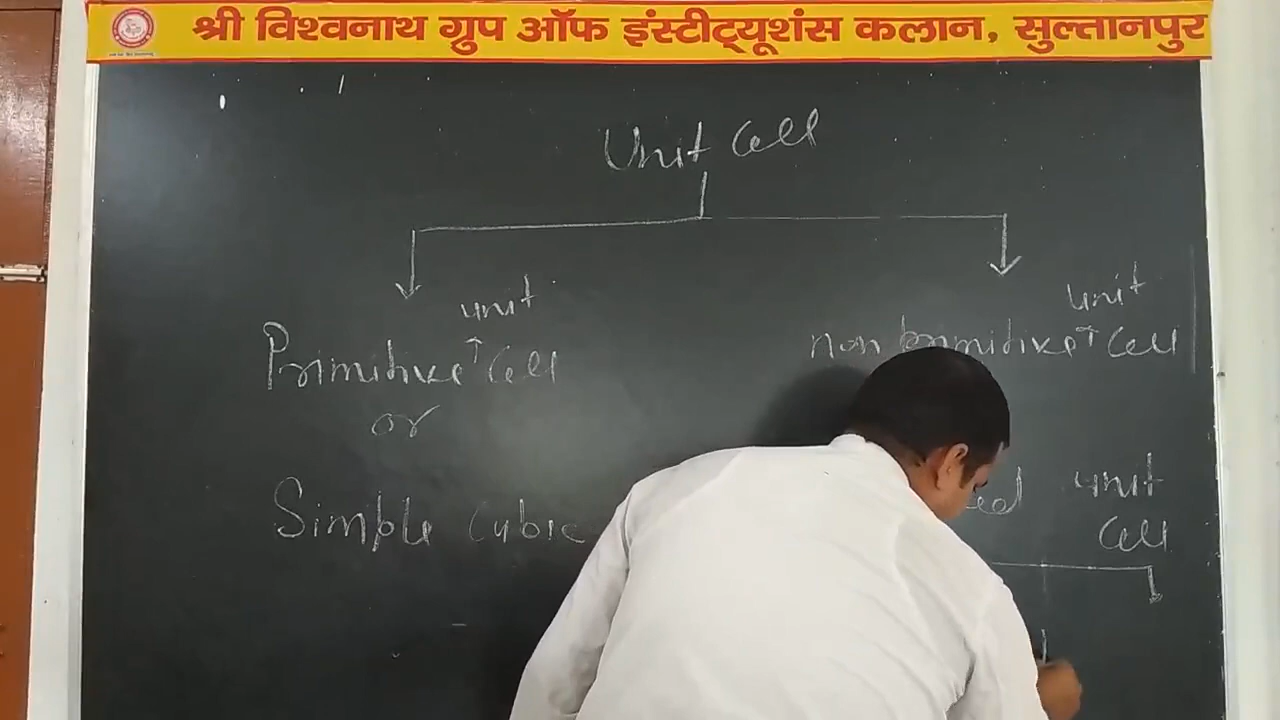 श्री विश्वनाथ ग्रुप ऑफ इंस्टीट्यूशंस कलान, सुल्तानपुर
Unit Cell
unit
Primitive Cell
or
Simple Cubic
unit
non Primitive Cell
unit
Cell